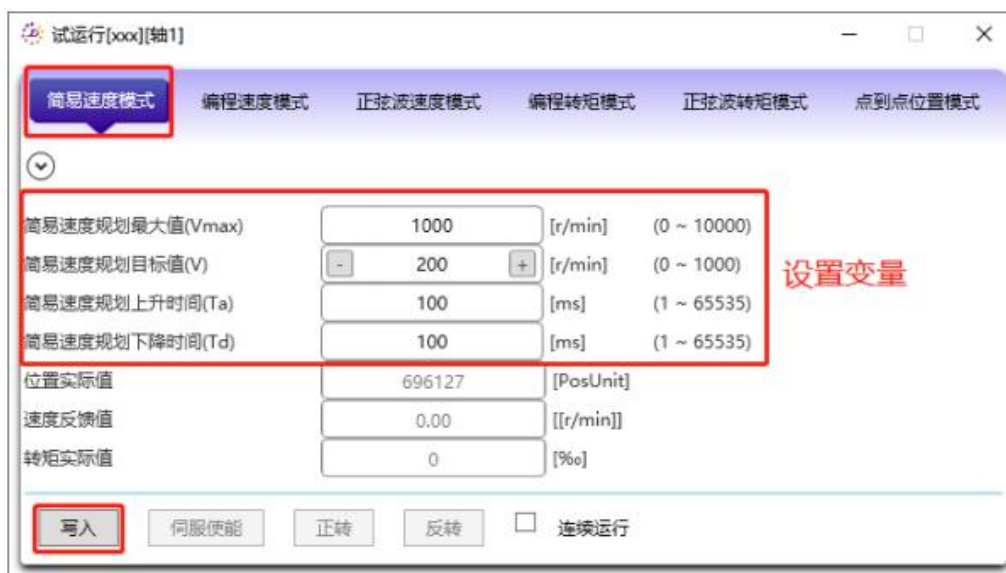 试运行[xxx][轴1]
简易速度模式 编程速度模式 正弦波速度模式 编程转矩模式 正弦波转矩模式 点到点位置模式
简易速度规划最大值(Vmax) 1000 [r/min] (0 ~ 10000)
简易速度规划目标值(V) - 200 + [r/min] (0 ~ 1000)
设置变量
简易速度规划上升时间(Ta) 100 [ms] (1 ~ 65535)
简易速度规划下降时间(Td) 100 [ms] (1 ~ 65535)
位置实际值 696127 [PosUnit]
速度反馈值 0.00 [[r/min]]
转矩实际值 0 [‰]
写入 伺服使能 正转 反转 连续运行